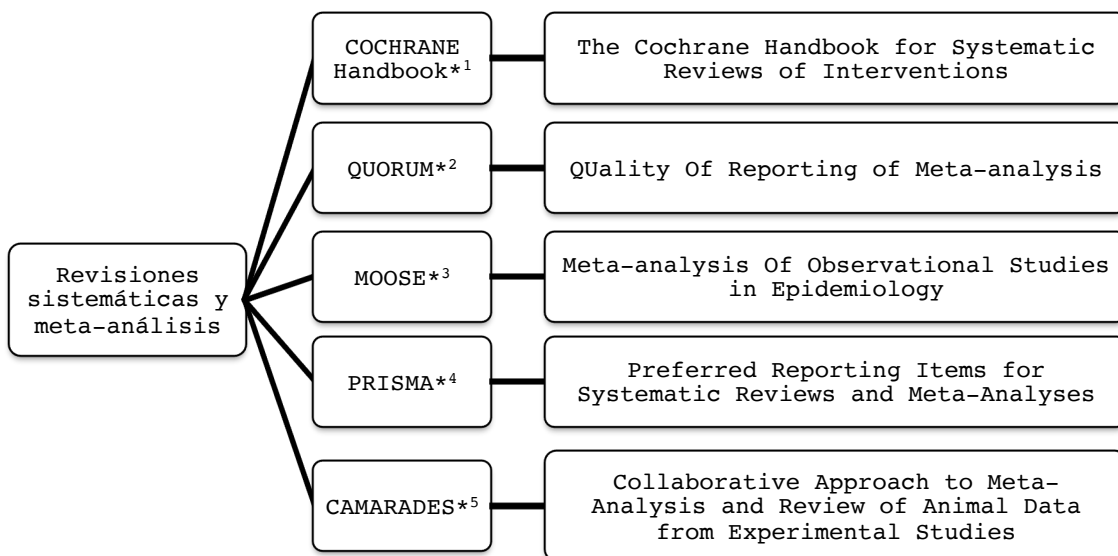 COCHRANE
Handbook*1
The Cochrane Handbook for Systematic
Reviews of Interventions
QUORUM*2
QUality Of Reporting of Meta-analysis
Revisiones
sistemáticas y
meta-análisis
MOOSE*3
Meta-analysis Of Observational Studies
in Epidemiology
PRISMA*4
Preferred Reporting Items for
Systematic Reviews and Meta-Analyses
CAMARADES*5
Collaborative Approach to Meta-
Analysis and Review of Animal Data
from Experimental Studies